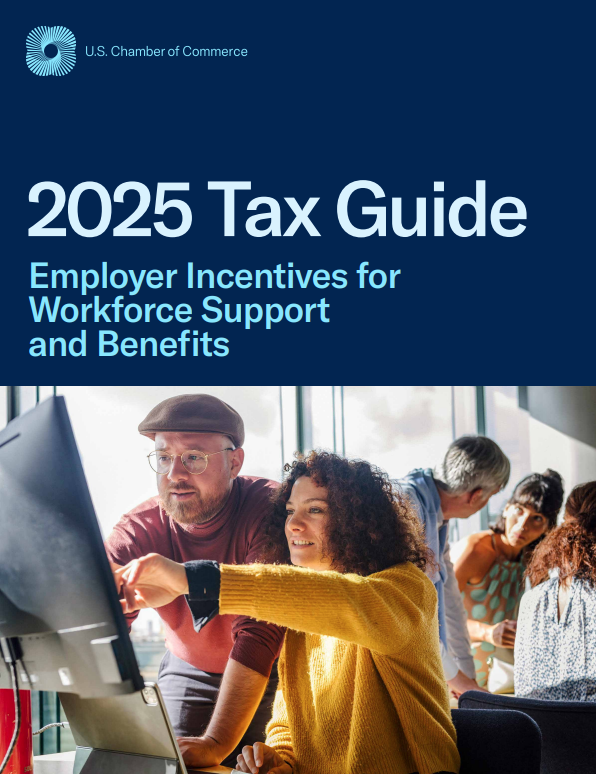 U.S. Chamber of Commerce
2025 Tax Guide
Employer Incentives for
Workforce Support
and Benefits